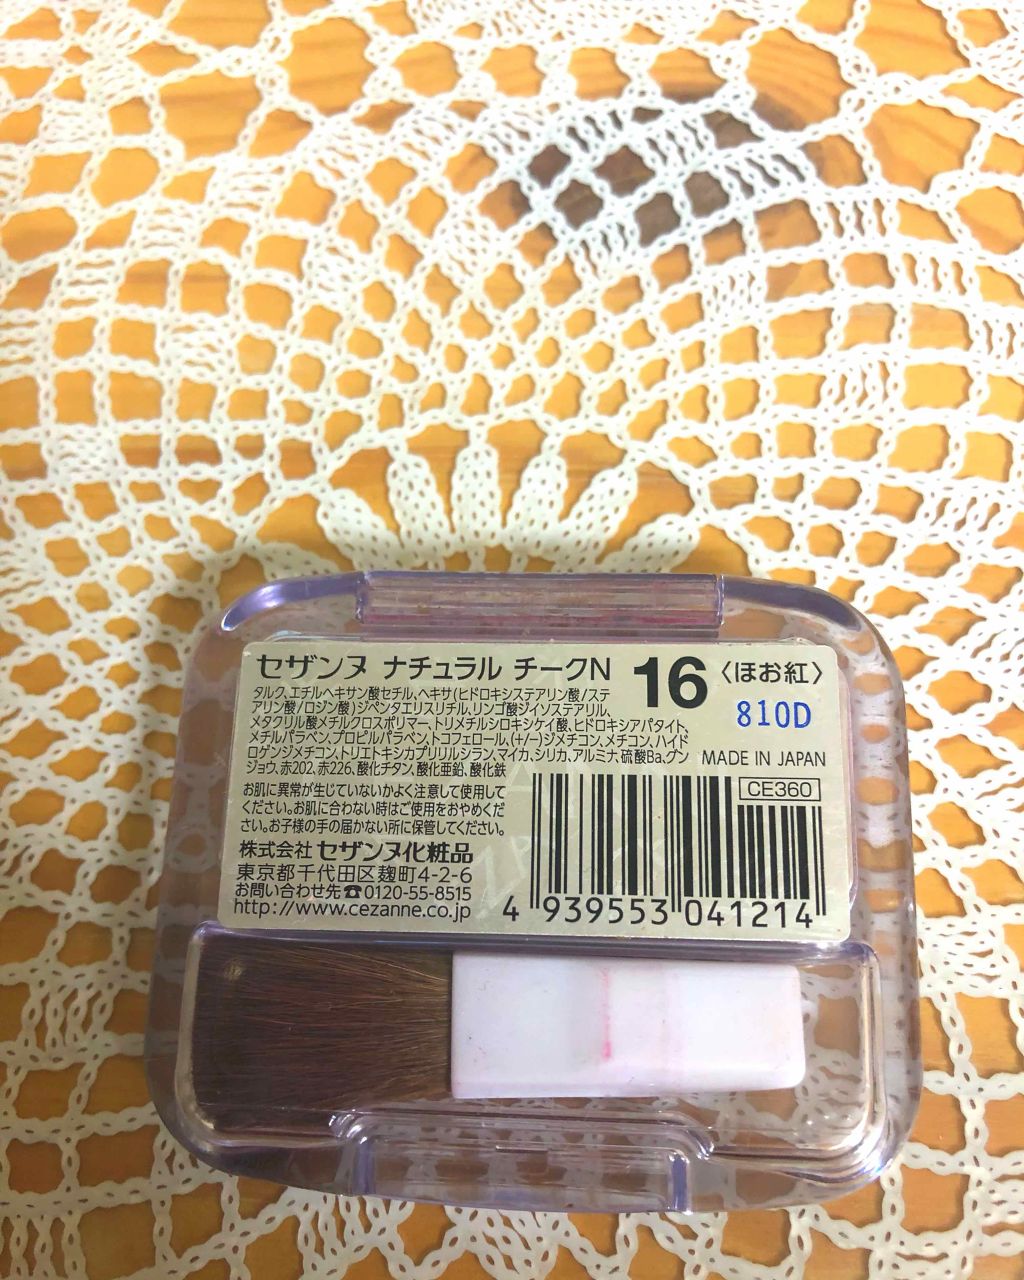 セザンヌ ナチュラル チークN 16 〈ほお紅〉
810D
タルク、エチルヘキサン酸セチル、ヘキサ(ヒドロキシステアリン酸/ステ
アリン酸/ロジン酸)ジペンタエリスリチル、リンゴ酸ジイソステアリル、
メタクリル酸メチルクロスポリマー、トリメチルシロキシケイ酸、ヒドロキシアパタイト、
メチルパラベン、プロピルパラベン、トコフェロール、(+/−)ジメチコン、メチコン、ハイド
ロゲンジメチコン、トリエトキシカプリリルシラン、マイカ、シリカ、アルミナ、硫酸Ba、グン
ジョウ、赤202、赤226、酸化チタン、酸化亜鉛、酸化鉄
MADE IN JAPAN
CE360
お肌に異常が生じていないかよく注意して使用して
ください。お肌に合わない時はご使用をおやめくだ
さい。お子様の手の届かない所に保管してください。
株式会社 セザンヌ化粧品
東京都千代田区麹町4-2-6
お問い合わせ先☎0120-55-8515
http://www.cezanne.co.jp
4 939553 041214